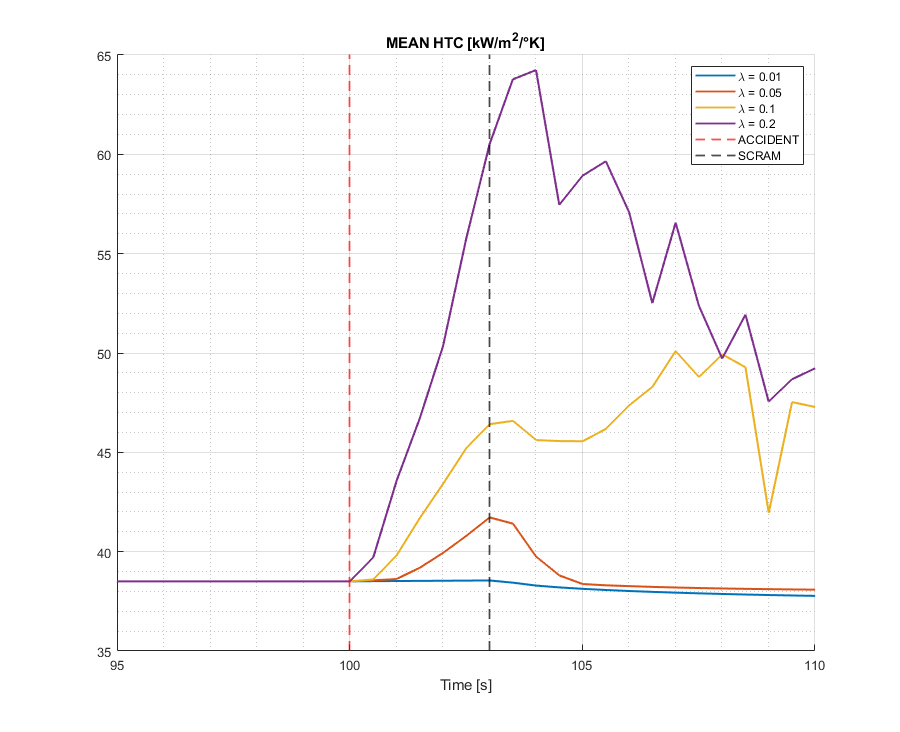 MEAN HTC [kW/m²/°K]
65
60
55
50
45
40
35
95
100
105
110
Time [s]
λ = 0.01
λ = 0.05
λ = 0.1
λ = 0.2
ACCIDENT
SCRAM